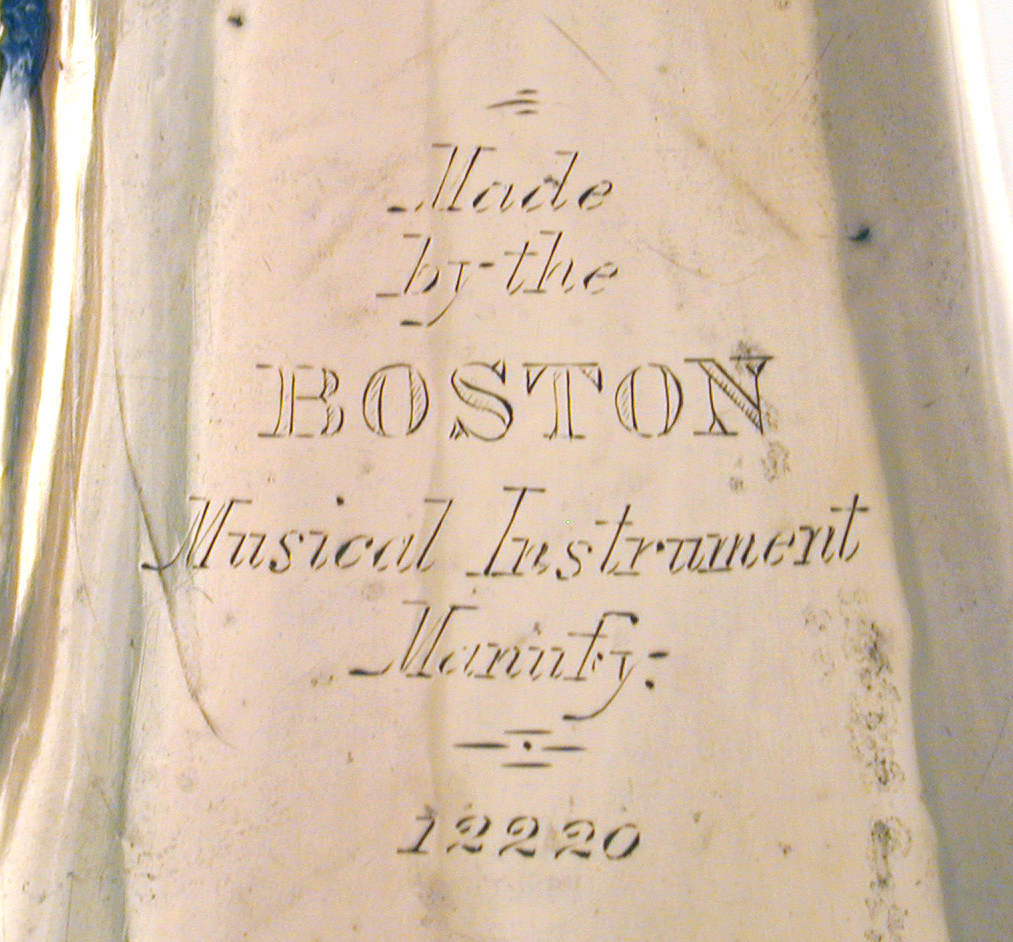 Made
by the
BOSTON
Musical Instrument
Manufy:
12220